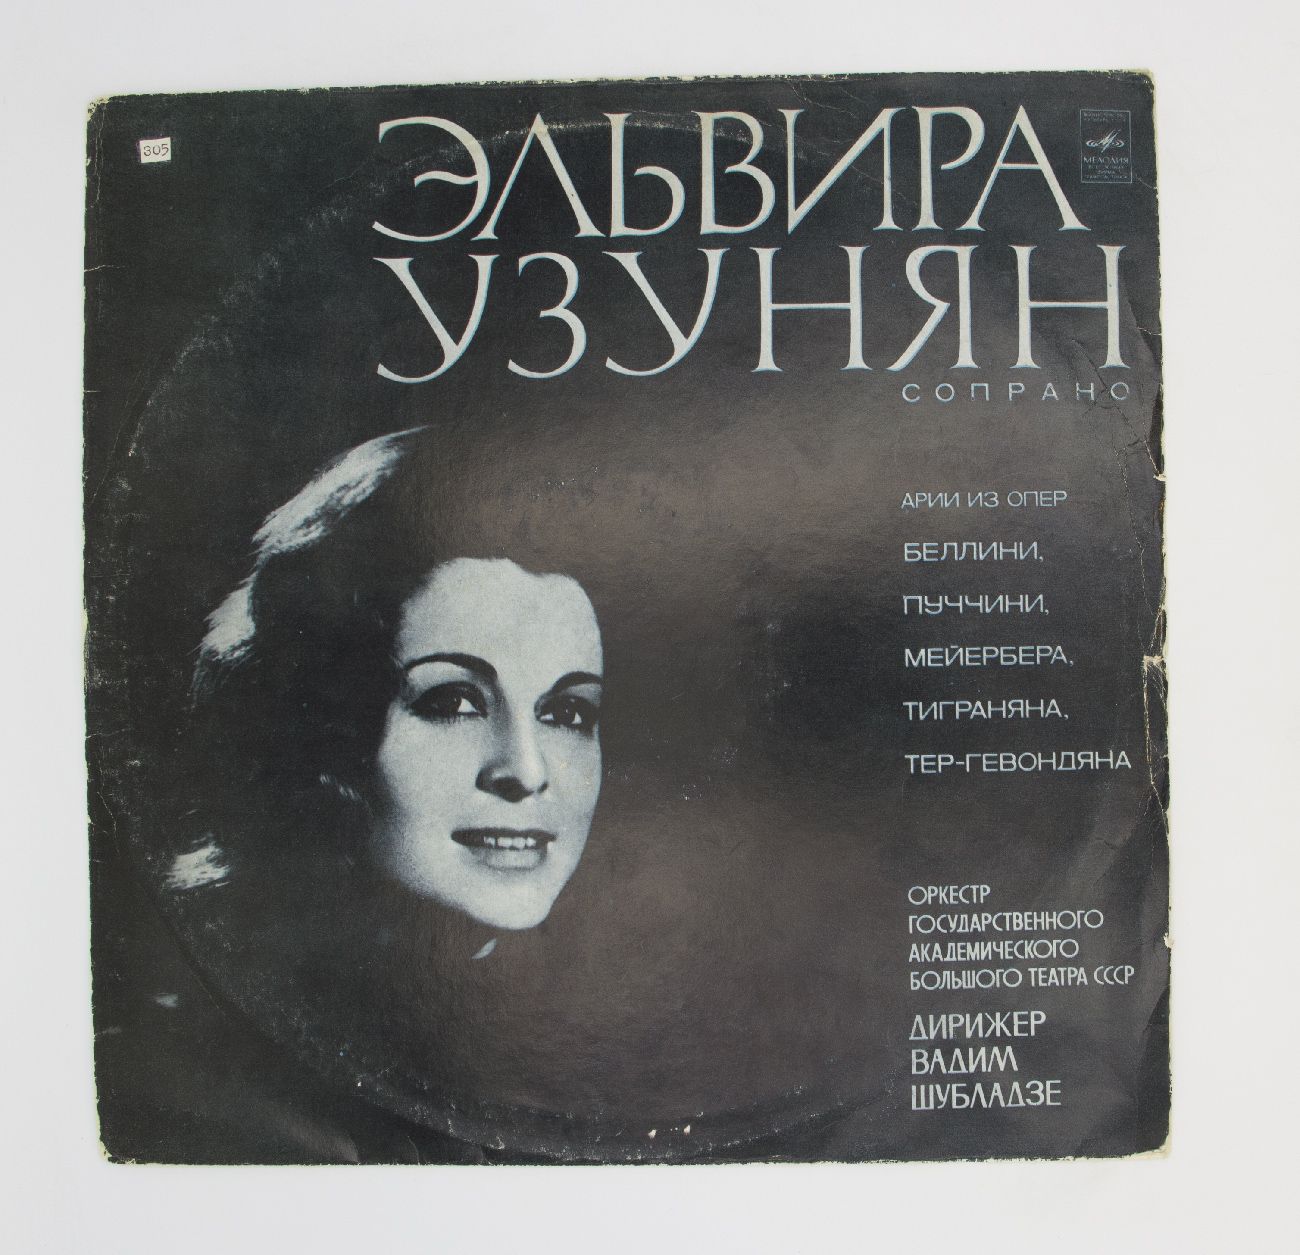 305
ЭЛЬВИРА
УЗУНЯН
СОПРАНО
МЕЛОДИЯ
АРИИ ИЗ ОПЕР
БЕЛЛИНИ,
ПУЧЧИНИ,
МЕЙЕРБЕРА,
ТИГРАНЯНА,
ТЕР-ГЕВОНДЯНА
ОРКЕСТР
ГОСУДАРСТВЕННОГО
АКАДЕМИЧЕСКОГО
БОЛЬШОГО ТЕАТРА СССР
ДИРИЖЕР
ВАДИМ
ШУБЛАДЗЕ